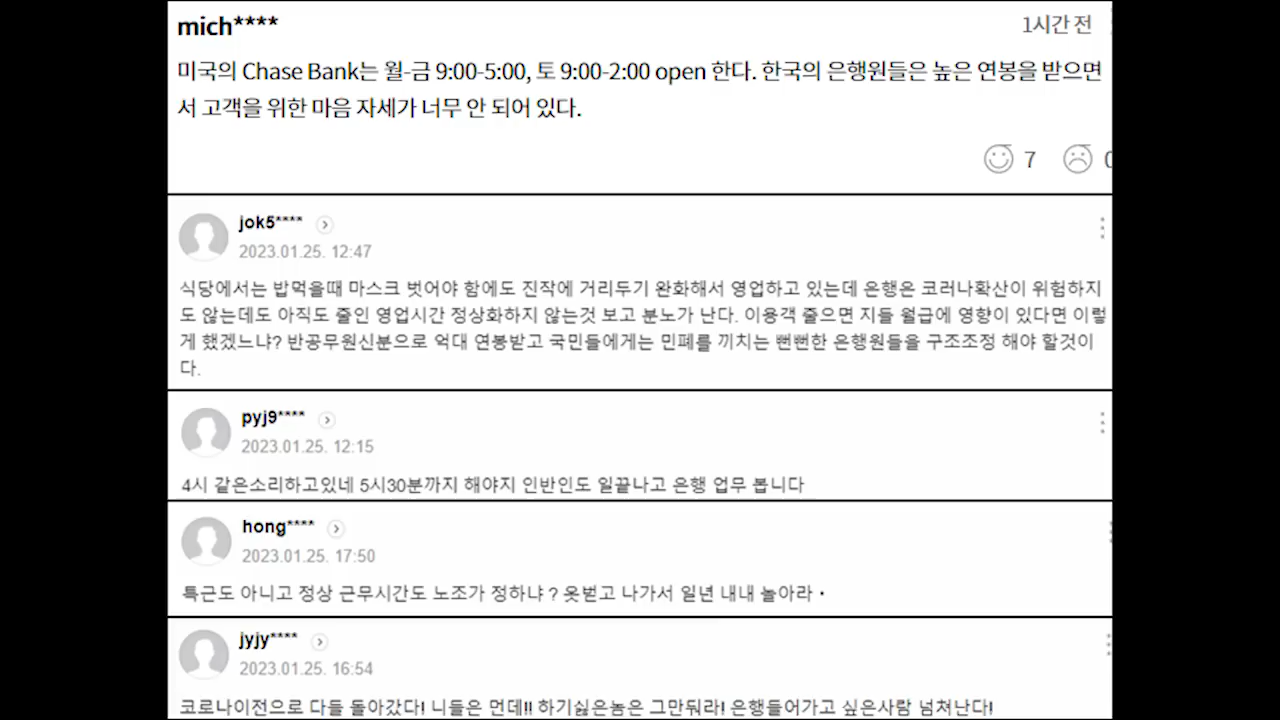 mich****
1시간 전
미국의 Chase Bank는 월-금 9:00-5:00, 토 9:00-2:00 open 한다. 한국의 은행원들은 높은 연봉을 받으면
서 고객을 위한 마음 자세가 너무 안 되어 있다.
7
jok5****
2023.01.25. 12:47
식당에서는 밥먹을때 마스크 벗어야 함에도 진작에 거리두기 완화해서 영업하고 있는데 은행은 코러나확산이 위험하지
도 않는데도 아직도 줄인 영업시간 정상화하지 않는것 보고 분노가 난다. 이용객 줄으면 지들 월급에 영향이 있다면 이렇
게 했겠느냐? 반공무원신분으로 억대 연봉받고 국민들에게는 민폐를 끼치는 뻔뻔한 은행원들을 구조조정 해야 할것이
다.
pyj9****
2023.01.25. 12:15
4시 같은소리하고있네 5시30분까지 해야지 인반인도 일끝나고 은행 업무 봅니다
hong****
2023.01.25. 17:50
특근도 아니고 정상 근무시간도 노조가 정하냐 ? 옷벋고 나가서 일년 내내 놀아라 ·
jyjy****
2023.01.25. 16:54
코로나이전으로 다들 돌아갔다! 니들은 먼데!! 하기싫은놈은 그만둬라! 은행들어가고 싶은사람 넘쳐난다!